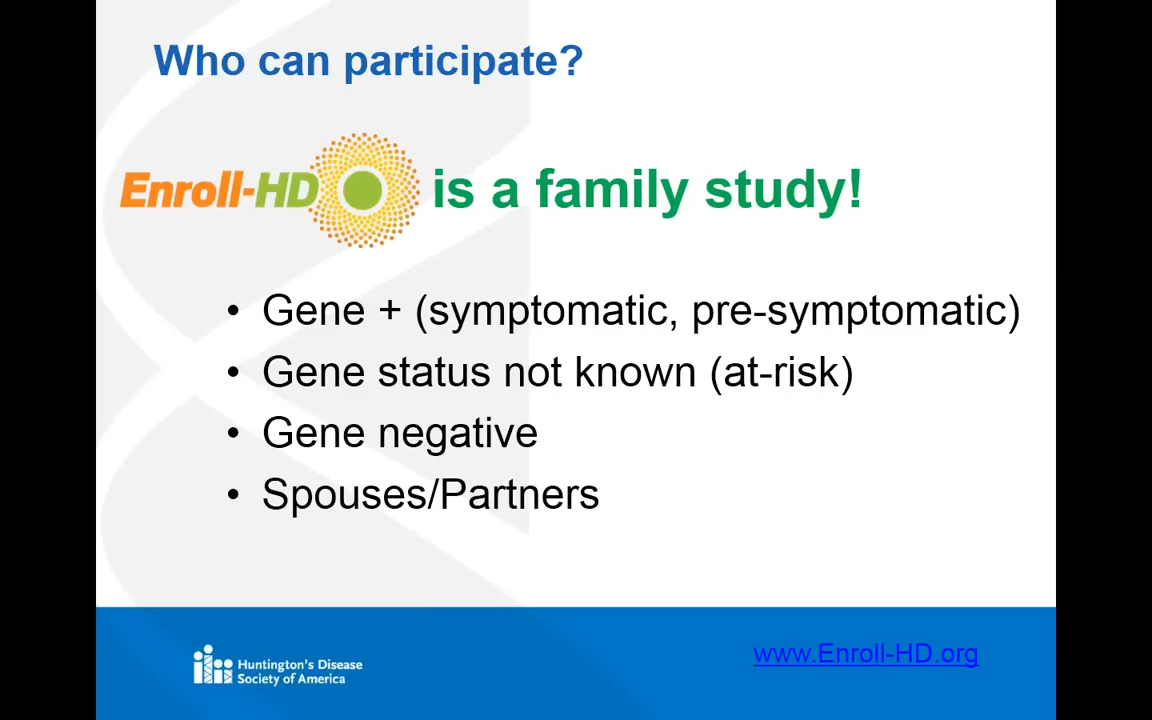 Who can participate?
Enroll-HD is a family study!
• Gene + (symptomatic, pre-symptomatic)
• Gene status not known (at-risk)
• Gene negative
• Spouses/Partners
Huntington's Disease
Society of America
www.Enroll-HD.org